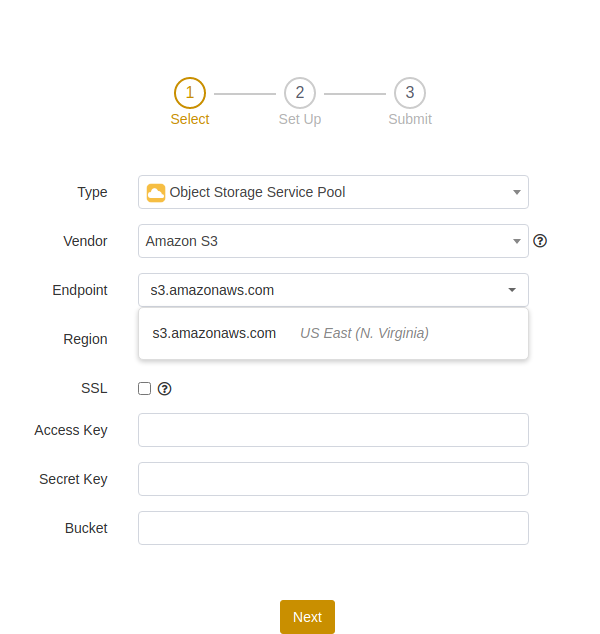 1 2 3
Select Set Up Submit
Type Object Storage Service Pool
Vendor Amazon S3 ?
Endpoint s3.amazonaws.com
s3.amazonaws.com US East (N. Virginia)
Region
SSL ?
Access Key
Secret Key
Bucket
Next